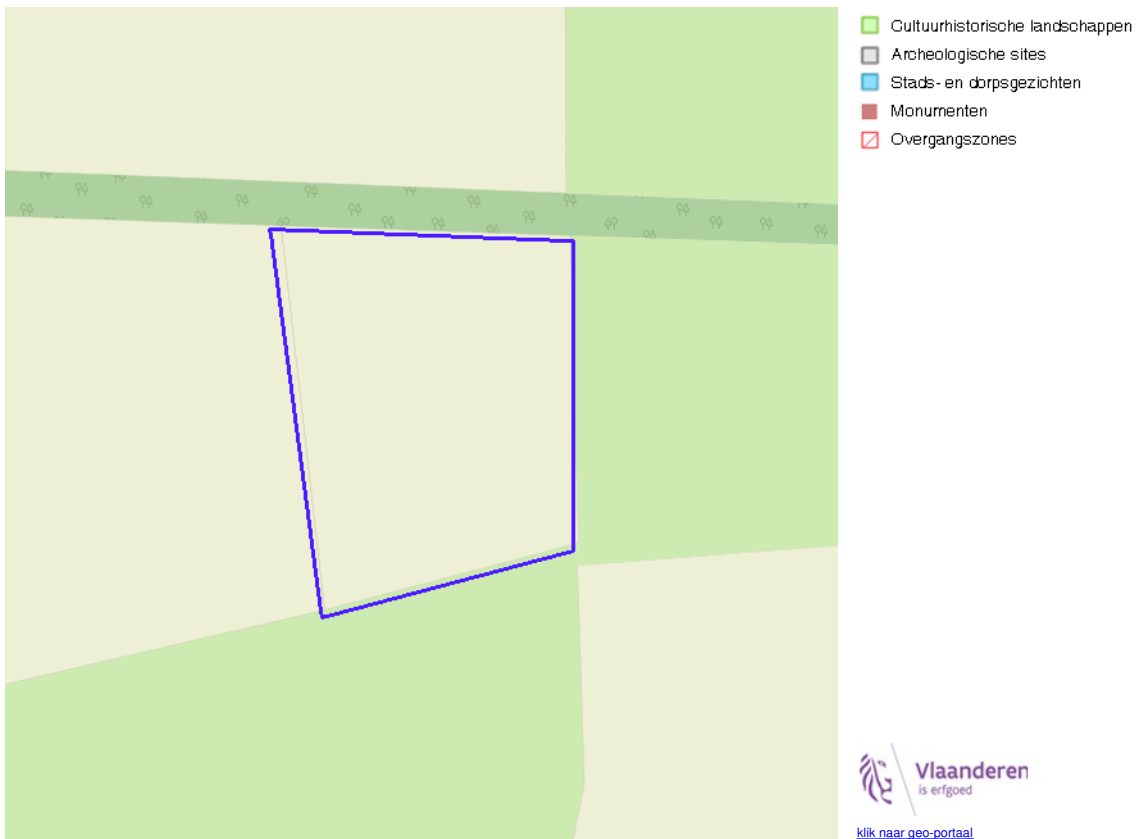 Cultuurhistorische landschappen
Archeologische sites
Stads- en dorpsgezichten
Monumenten
Overgangszones
Vlaanderen
is erfgoed
klik naar geo-portaal